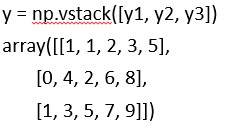 y = np.vstack([y1, y2, y3])
array([[[1, 1, 2, 3, 5],
[0, 4, 2, 6, 8],
[1, 3, 5, 7, 9]])